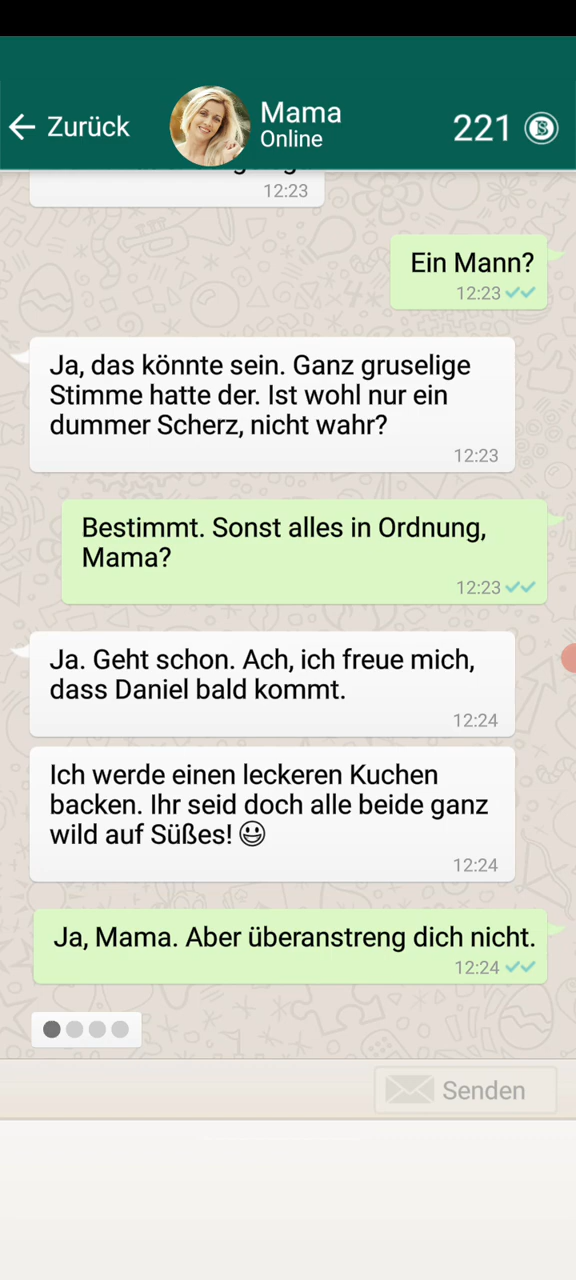 Zurück
Mama
Online
221
12:23
Ein Mann?
12:23
Ja, das könnte sein. Ganz gruselige
Stimme hatte der. Ist wohl nur ein
dummer Scherz, nicht wahr?
12:23
Bestimmt. Sonst alles in Ordnung,
Mama?
12:23
Ja. Geht schon. Ach, ich freue mich,
dass Daniel bald kommt.
12:24
Ich werde einen leckeren Kuchen
backen. Ihr seid doch alle beide ganz
wild auf Süßes! 😃
12:24
Ja, Mama. Aber überanstreng dich nicht.
12:24
Senden